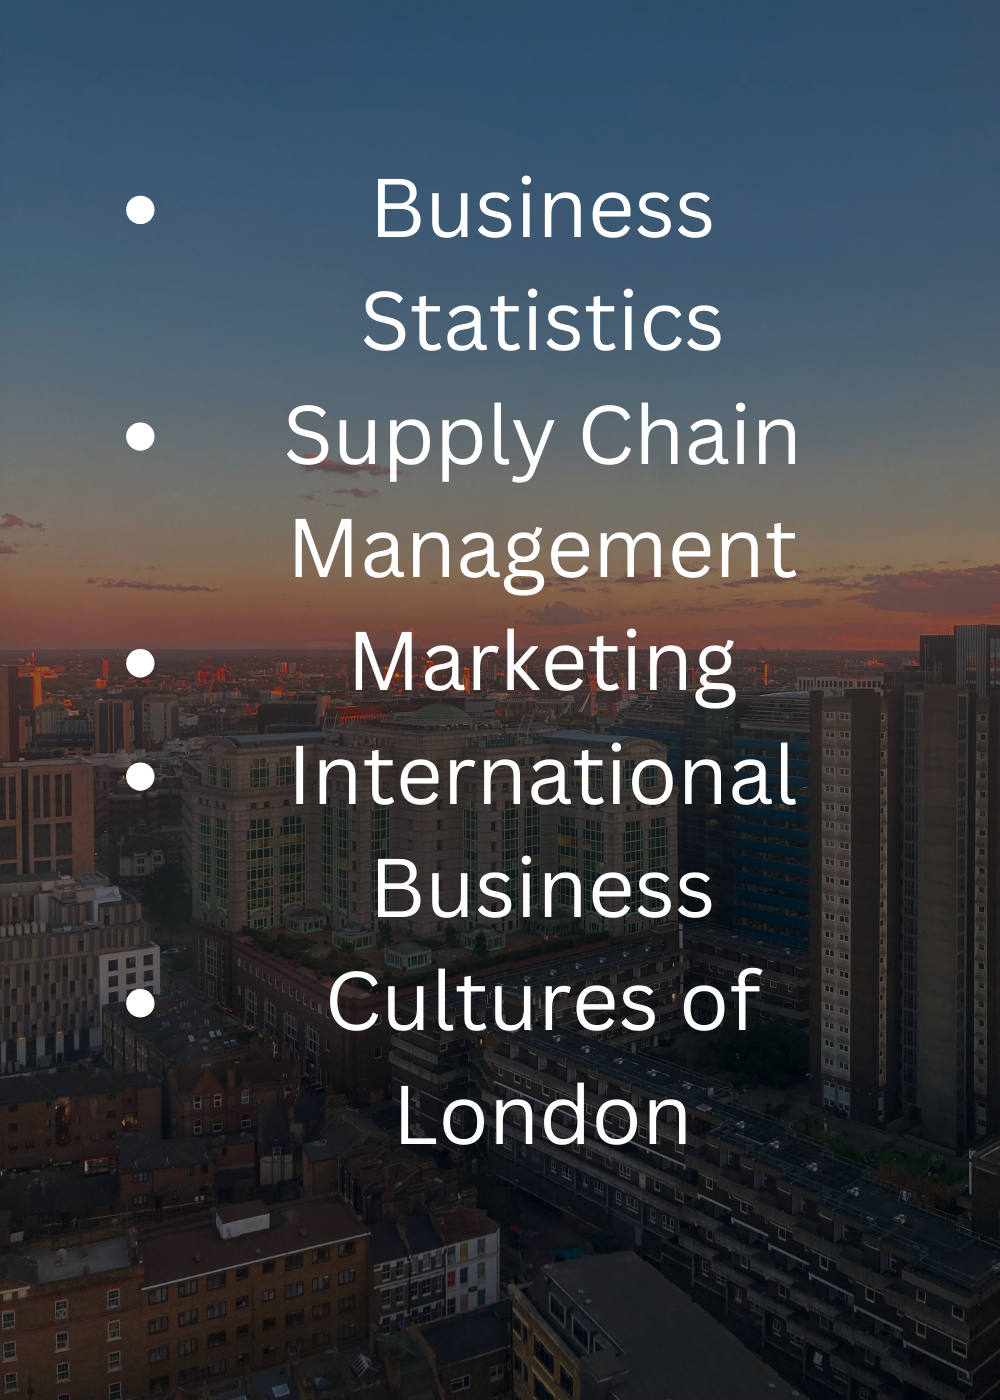 • Business
Statistics
• Supply Chain
Management
• Marketing
• International
Business
• Cultures of
London